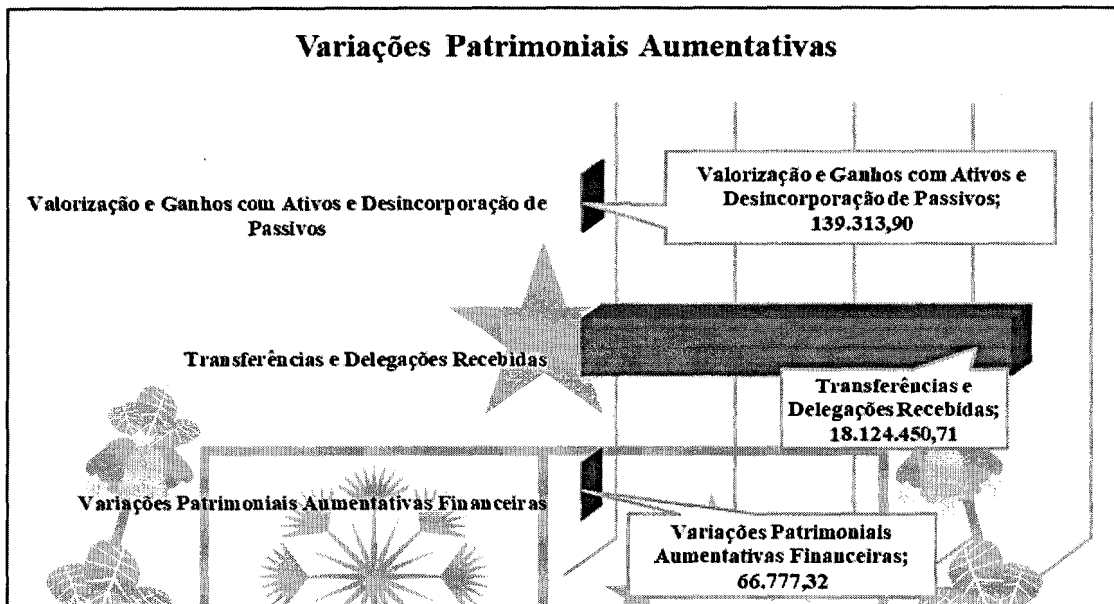 Variações Patrimoniais Aumentativas
Valorização e Ganhos com Ativos e Desincorporação de
Passivos
Valorização e Ganhos com Ativos e
Desincorporação de Passivos;
139.313,90
Transferências e Delegações Recebidas
Transferências e
Delegações Recebidas;
18.124.450,71
Variações Patrimoniais Aumentativas Financeiras
Variações Patrimoniais
Aumentativas Financeiras;
66.777,32